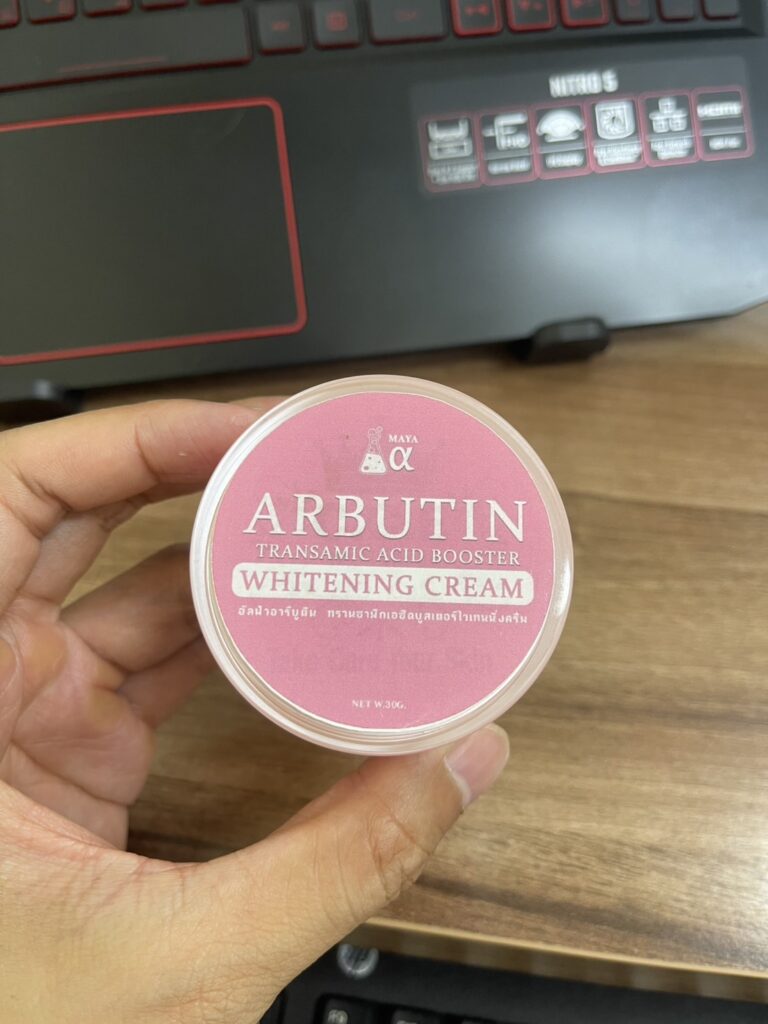 NITRO 5
MAYA
α
ARBUTIN
TRANSAMIC ACID BOOSTER
WHITENING CREAM
อัลฟ่าอาร์บูติน ทรานซามิกเอซิดบูสเตอร์ไวเทนนิ่งครีม
NET W.30G.
hp